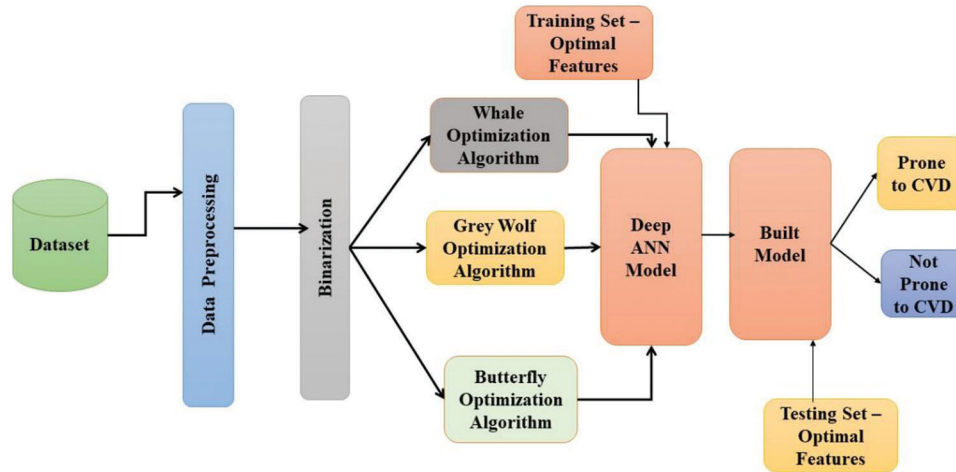 Training Set –
Optimal
Features
Dataset
Data Preprocessing
Binarization
Whale
Optimization
Algorithm
Grey Wolf
Optimization
Algorithm
Butterfly
Optimization
Algorithm
Deep
ANN
Model
Built
Model
Prone
to CVD
Not
Prone
to CVD
Testing Set –
Optimal
Features